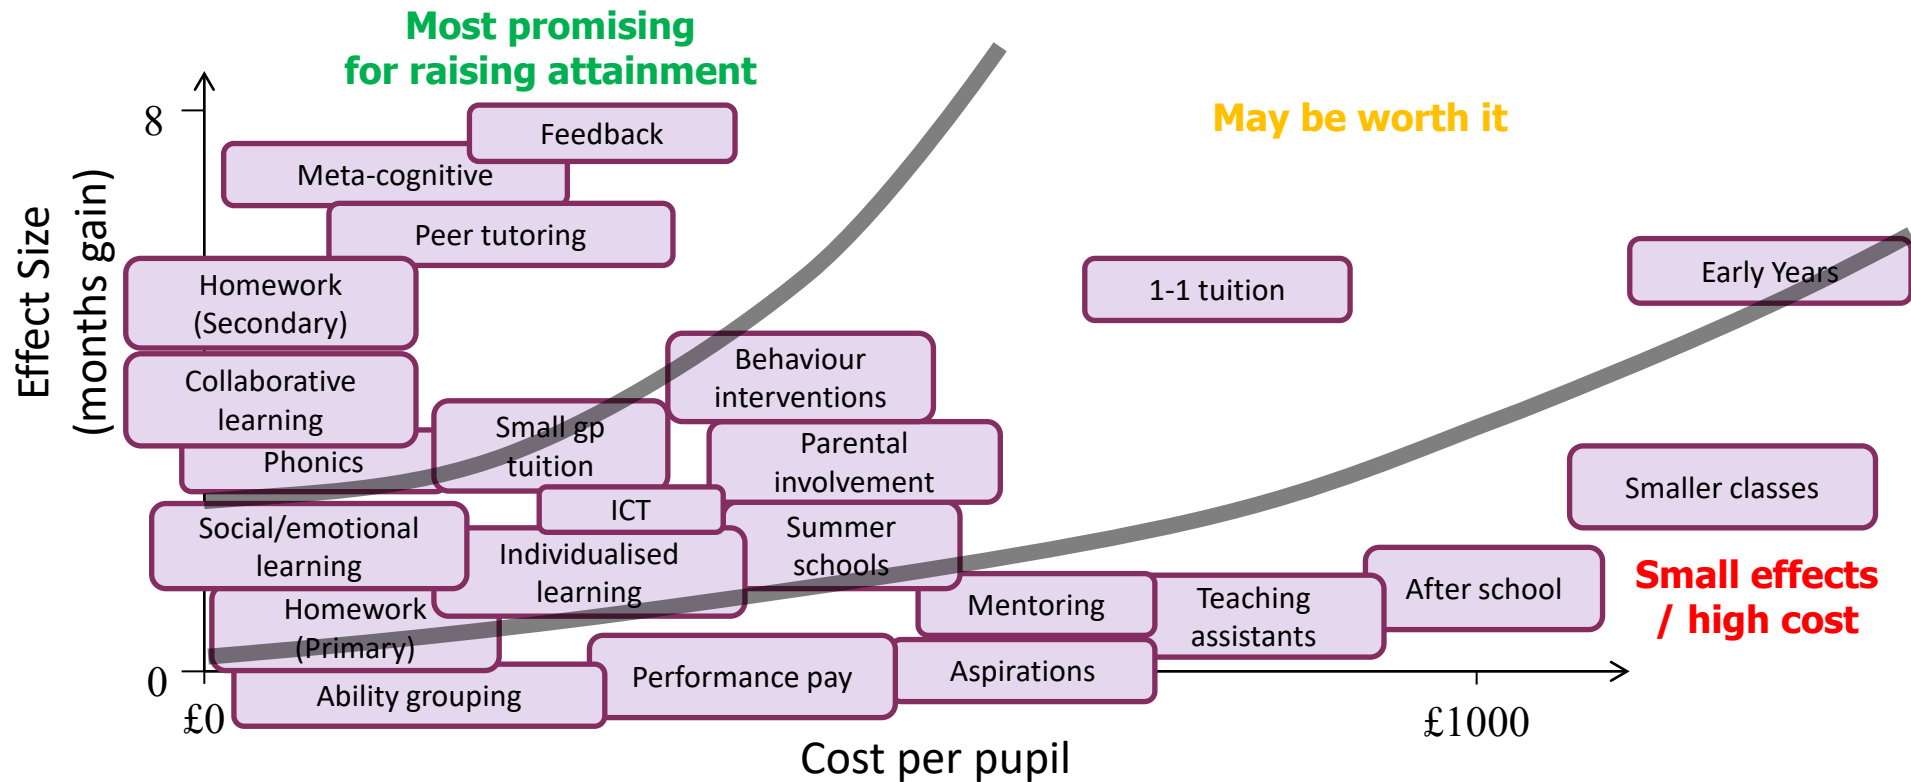 Most promising
for raising attainment
May be worth it
8
Feedback
Meta-cognitive
Peer tutoring
Effect Size
(months gain)
Homework
(Secondary)
1-1 tuition
Early Years
Collaborative
learning
Behaviour
interventions
Small gp
tuition
Phonics
Parental
involvement
Smaller classes
ICT
Social/emotional
learning
Individualised
learning
Summer
schools
Homework
(Primary)
Mentoring
Teaching
assistants
After school
Small effects
/ high cost
0
Ability grouping
Performance pay
Aspirations
£0
£1000
Cost per pupil